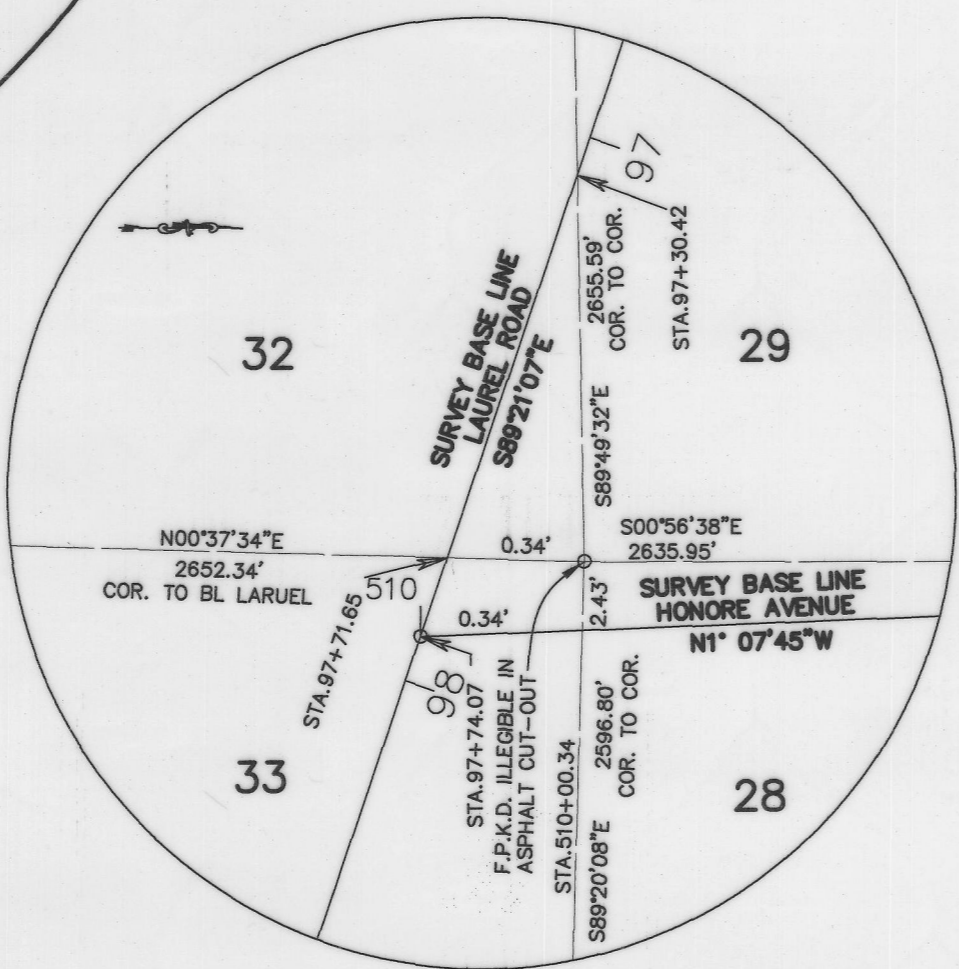 97
2655.59'
COR. TO COR.
STA.97+30.42
32
SURVEY BASE LINE
LAUREL ROAD
S89°21'07"E
29
S89°49'32"E
N00°37'34"E
2652.34'
COR. TO BL LARUEL
0.34'
S00°56'38"E
2635.95'
510
STA.97+71.65
0.34'
2.43'
SURVEY BASE LINE
HONORE AVENUE
N1° 07'45"W
98
STA.97+74.07
F.P.K.D. ILLEGIBLE IN
ASPHALT CUT-OUT
STA.510+00.34
S89°20'08"E
2596.80'
COR. TO COR.
33
28